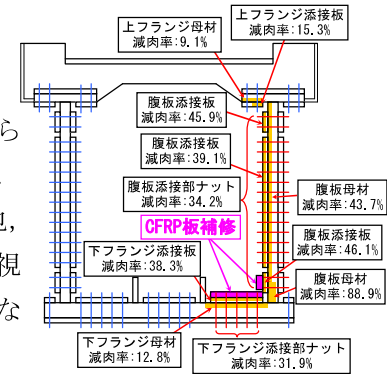 上フランジ添接板
減肉率:15.3%
上フランジ母材
減肉率:9.1%
腹板添接板
減肉率:45.9%
腹板添接板
減肉率:39.1%
腹板添接部ナット
減肉率:34.2%
腹板母材
減肉率:43.7%
CFRP板補修
腹板添接板
減肉率:46.1%
下フランジ添接板
減肉率:38.3%
腹板母材
減肉率:88.9%
下フランジ母材
減肉率:12.8%
下フランジ添接部ナット
減肉率:31.9%
ら
視
な